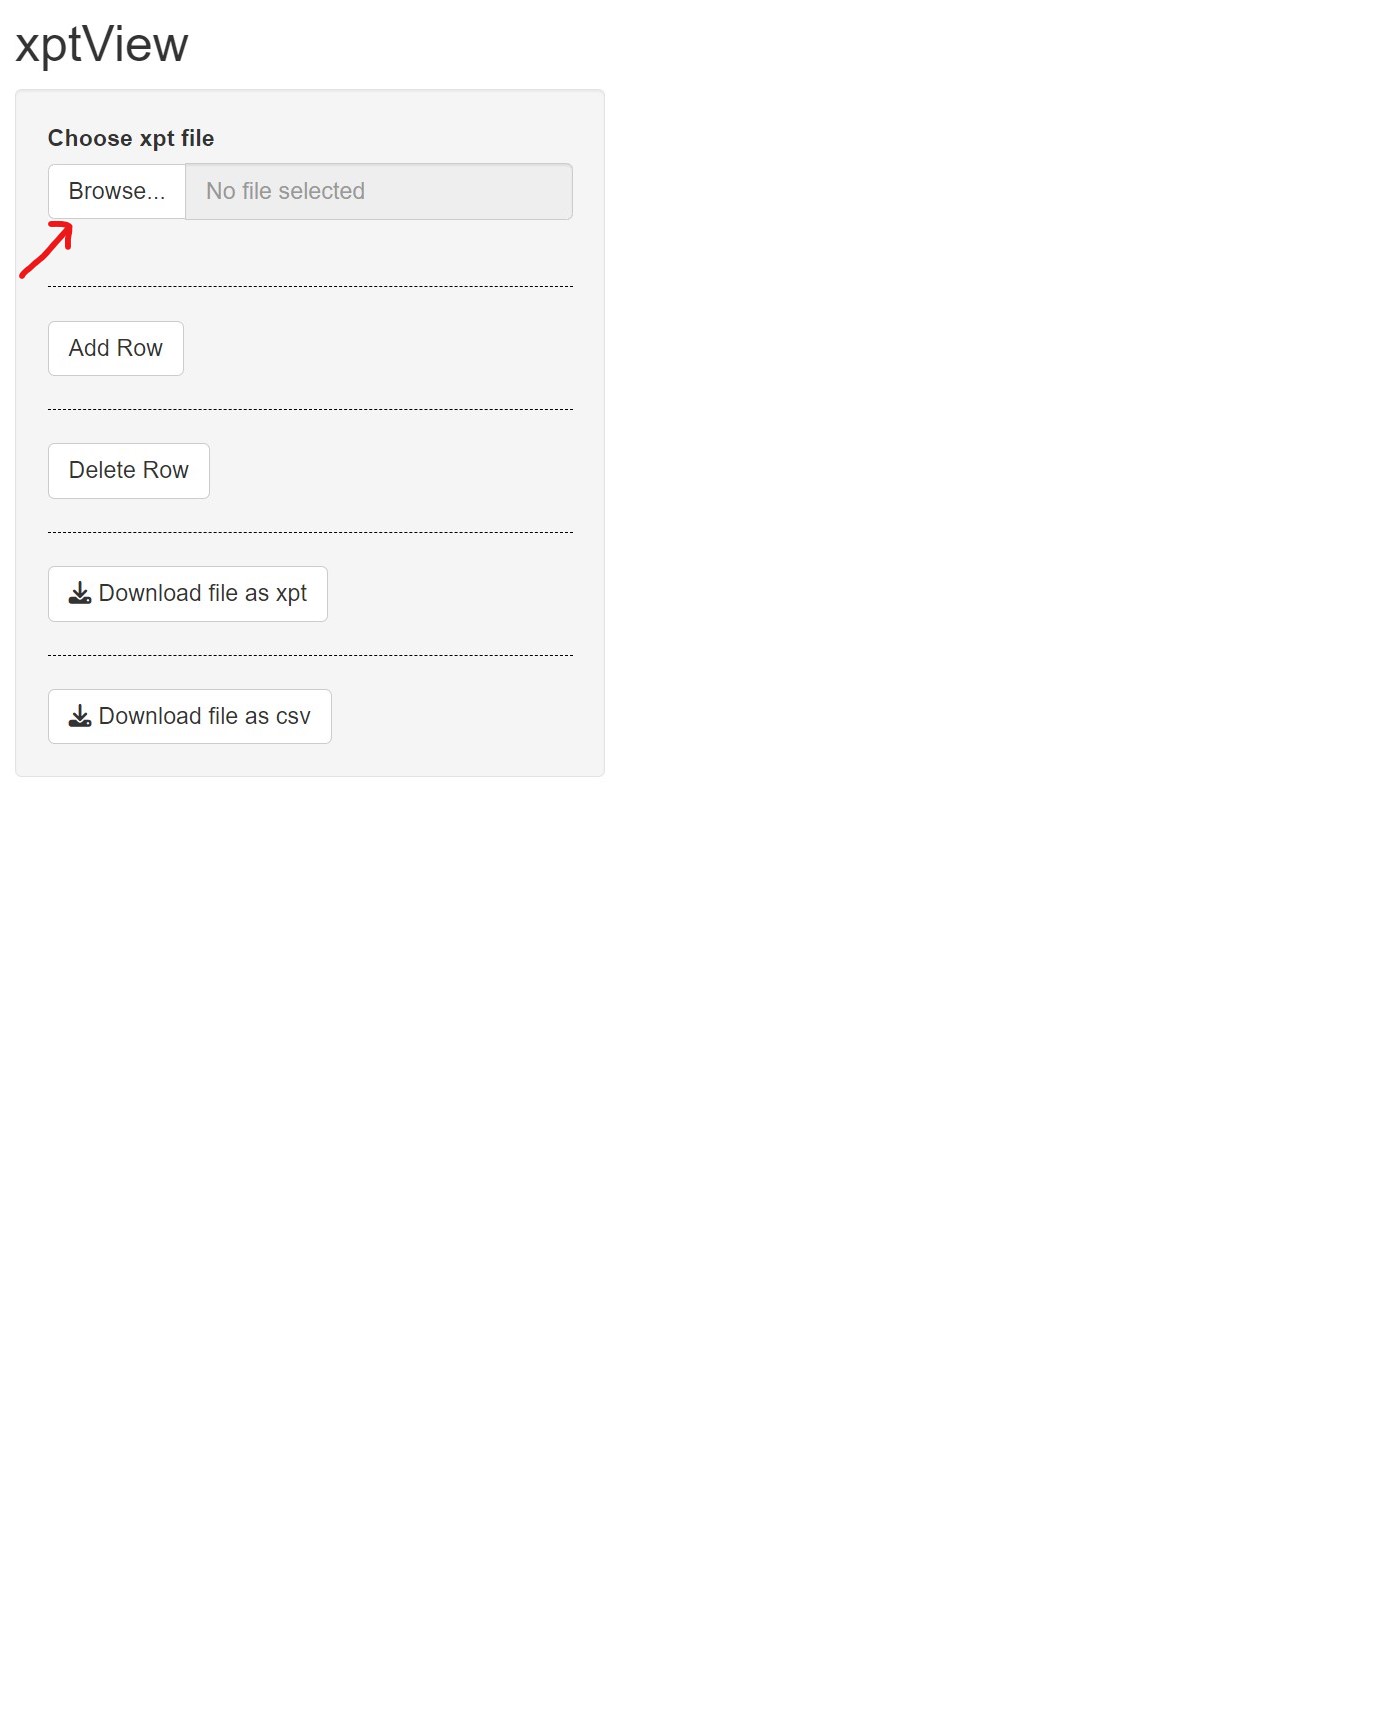 xptView
Choose xpt file
Browse... No file selected
Add Row
Delete Row
Download file as xpt
Download file as csv